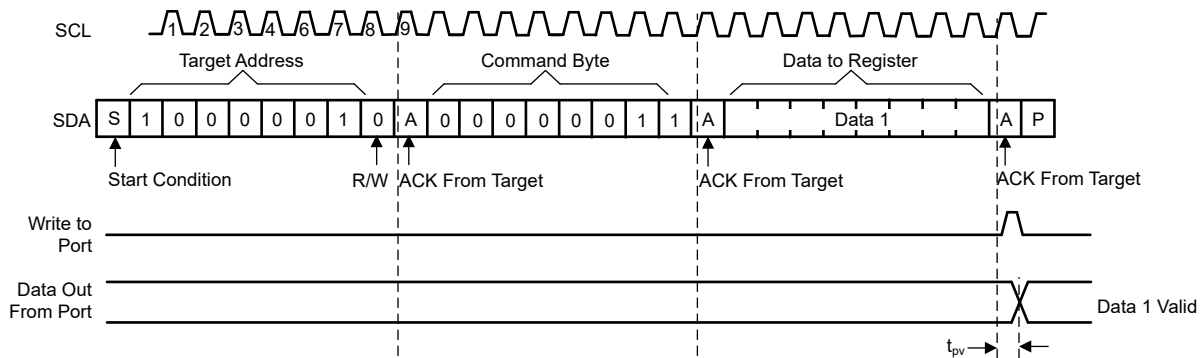 SCL 1 2 3 4 6 7 8 9
Target Address Command Byte Data to Register
SDA S 1 0 0 0 0 0 1 0 A 0 0 0 0 0 0 1 1 A Data 1 A P
Start Condition R/W ACK From Target ACK From Target ACK From Target
Write to
Port
Data Out
From Port
Data 1 Valid
tpv